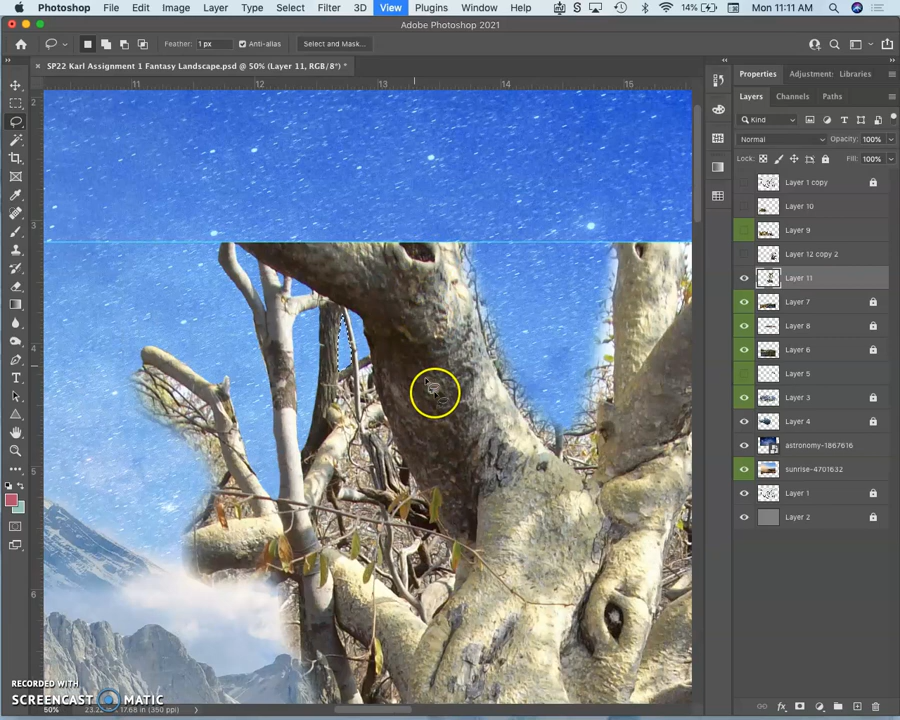 Photoshop File Edit Image Layer Type Select Filter 3D View Plugins Window Help 14% Mon 11:11 AM
Adobe Photoshop 2021
Feather: 1 px Anti-alias Select and Mask...
× SP22 Karl Assignment 1 Fantasy Landscape.psd @ 50% (Layer 11, RGB/8*) *
Properties Adjustment: Libraries
11 12 13 14 15
Layers Channels Paths
2
Kind
Normal Opacity: 100%
Lock: Fill: 100%
Layer 1 copy
Layer 10
3
Layer 9
Layer 12 copy 2
Layer 11
Layer 7
Layer 8
4
Layer 6
Layer 5
Layer 3
Layer 4
astronomy-1867616
5
sunrise-4701632
Layer 1
Layer 2
6
RECORDED WITH
SCREENCAST MATIC
50%